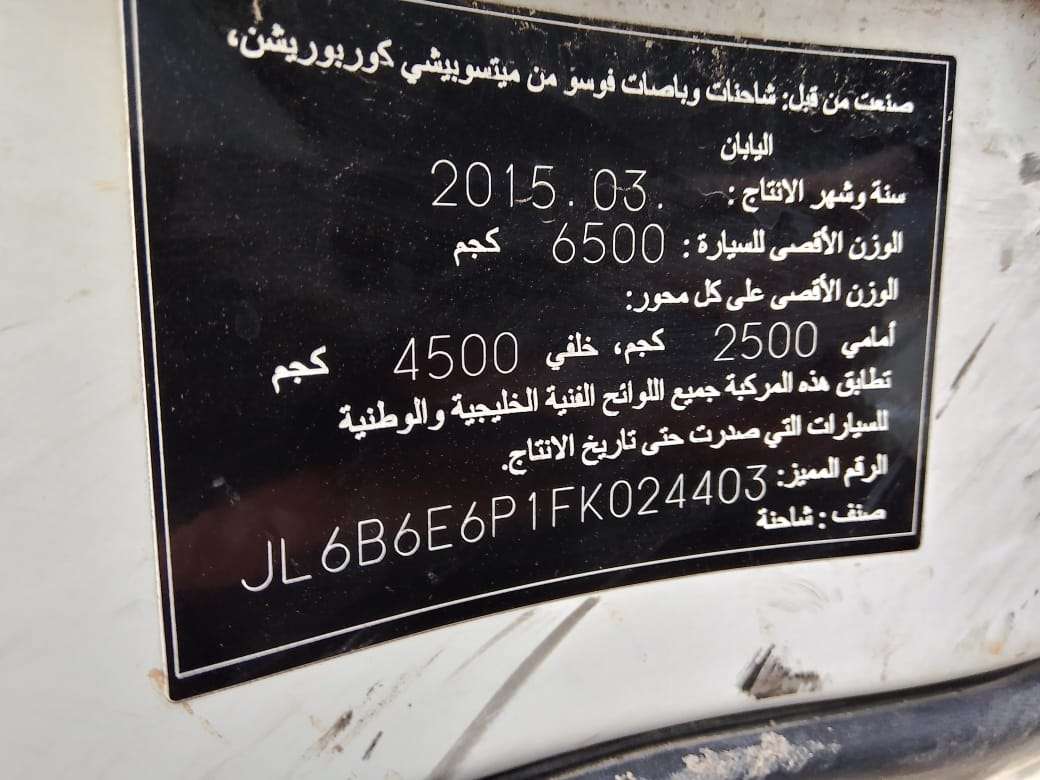 صنعت من قبل: شاحنات وباصات فوسو من ميتسوبيشي كوربوريشن،
اليابان
سنة وشهر الانتاج : 2015.03.
الوزن الأقصى للسيارة : 6500 كجم
الوزن الأقصى على كل محور:
أمامي 2500 كجم، خلفي 4500 كجم
تطابق هذه المركبة جميع اللوائح الفنية الخليجية والوطنية
للسيارات التي صدرت حتى تاريخ الانتاج.
الرقم المميز: JL6B6E6P1FK024403
صنف : شاحنة